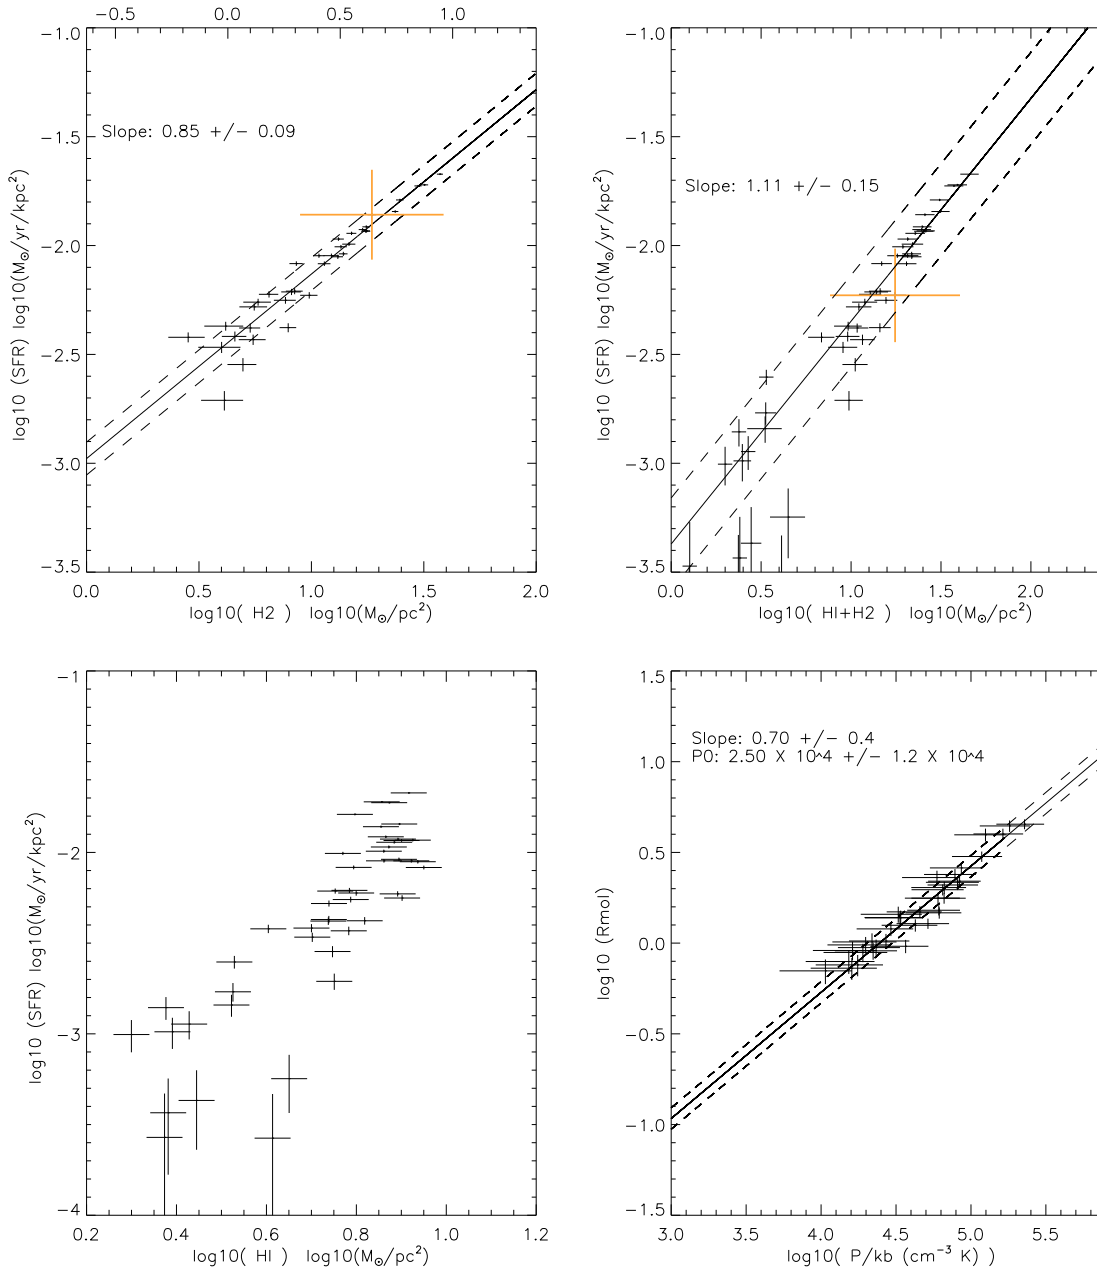 −0.5 0.0 0.5 1.0
−1.0
−1.5
−2.0
−2.5
−3.0
−3.5
log10 (SFR) log10(M☉/yr/kpc²)
Slope: 0.85 +/− 0.09
0.0 0.5 1.0 1.5 2.0
log10( H2 ) log10(M☉/pc²)
−1.0
−1.5
−2.0
−2.5
−3.0
−3.5
log10 (SFR) log10(M☉/yr/kpc²)
Slope: 1.11 +/− 0.15
0.0 0.5 1.0 1.5 2.0
log10( HI+H2 ) log10(M☉/pc²)
−1
−2
−3
−4
log10 (SFR) log10(M☉/yr/kpc²)
0.2 0.4 0.6 0.8 1.0 1.2
log10( HI ) log10(M☉/pc²)
1.5
1.0
0.5
0.0
−0.5
−1.0
−1.5
log10 (Rmol)
Slope: 0.70 +/− 0.4
P0: 2.50 X 10^4 +/− 1.2 X 10^4
3.0 3.5 4.0 4.5 5.0 5.5
log10( P/kb (cm⁻³ K) )